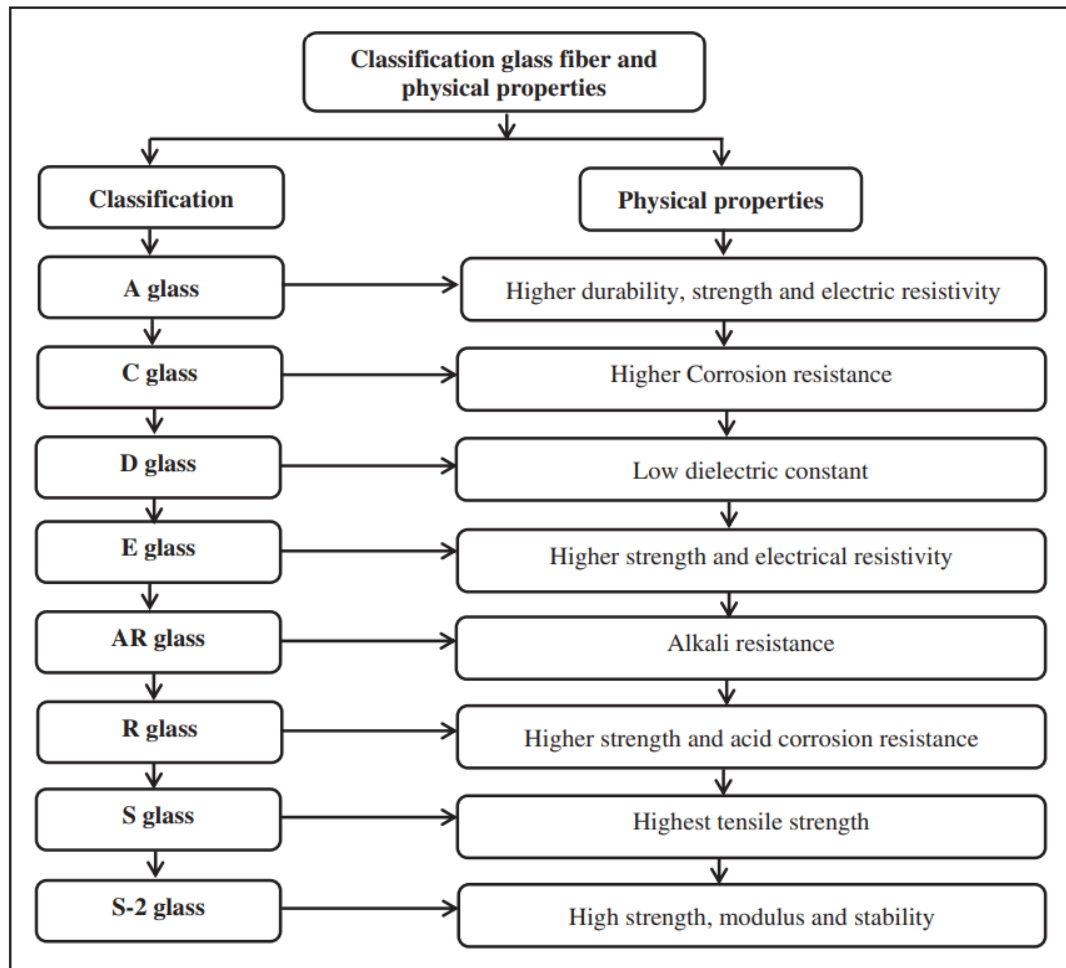 Classification glass fiber and
physical properties
Classification
Physical properties
A glass
Higher durability, strength and electric resistivity
C glass
Higher Corrosion resistance
D glass
Low dielectric constant
E glass
Higher strength and electrical resistivity
AR glass
Alkali resistance
R glass
Higher strength and acid corrosion resistance
S glass
Highest tensile strength
S-2 glass
High strength, modulus and stability